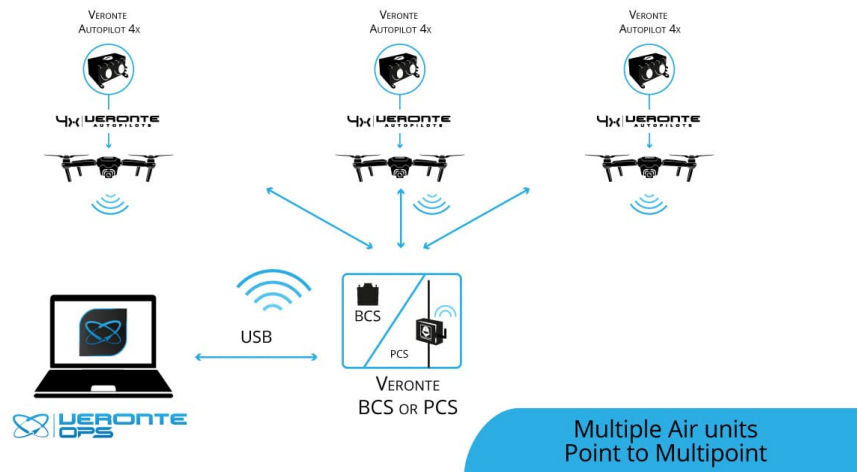 VERONTE
AUTOPILOT 4X
VERONTE
AUTOPILOT 4X
VERONTE
AUTOPILOT 4X
4X VERONTE
AUTOPILOTS
4X VERONTE
AUTOPILOTS
4X VERONTE
AUTOPILOTS
USB
BCS
PCS
VERONTE
BCS OR PCS
VERONTE
OPS
Multiple Air units
Point to Multipoint